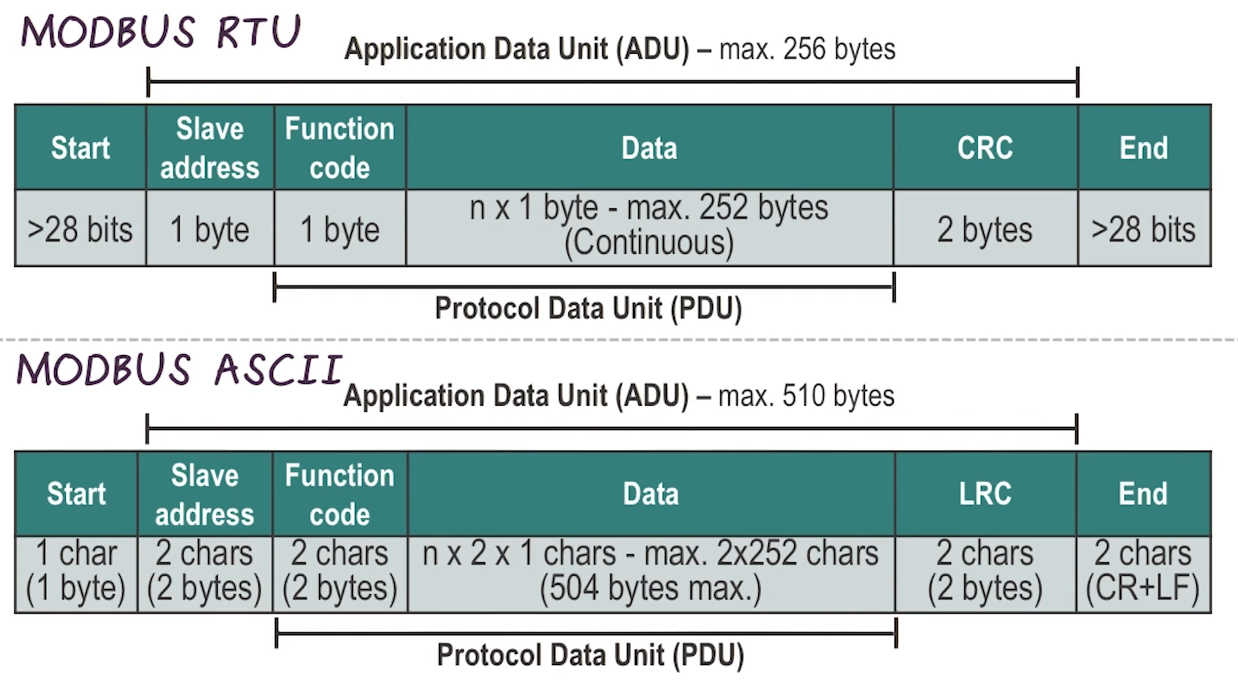 MODBUS RTU
Application Data Unit (ADU) – max. 256 bytes
Start
Slave
address
Function
code
Data
CRC
End
>28 bits
1 byte
1 byte
n x 1 byte - max. 252 bytes
(Continuous)
2 bytes
>28 bits
Protocol Data Unit (PDU)
MODBUS ASCII
Application Data Unit (ADU) – max. 510 bytes
Start
Slave
address
Function
code
Data
LRC
End
1 char
(1 byte)
2 chars
(2 bytes)
2 chars
(2 bytes)
n x 2 x 1 chars - max. 2x252 chars
(504 bytes max.)
2 chars
(2 bytes)
2 chars
(CR+LF)
Protocol Data Unit (PDU)